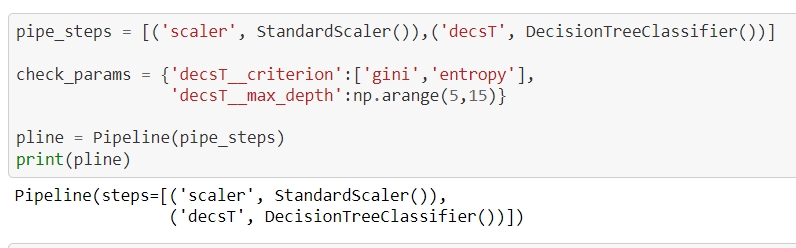 pipe_steps = [('scaler', StandardScaler()),('decsT', DecisionTreeClassifier())]
check_params = {'decsT__criterion':['gini','entropy'],
'decsT__max_depth':np.arange(5,15)}
pline = Pipeline(pipe_steps)
print(pline)
Pipeline(steps=[('scaler', StandardScaler()),
('decsT', DecisionTreeClassifier())])